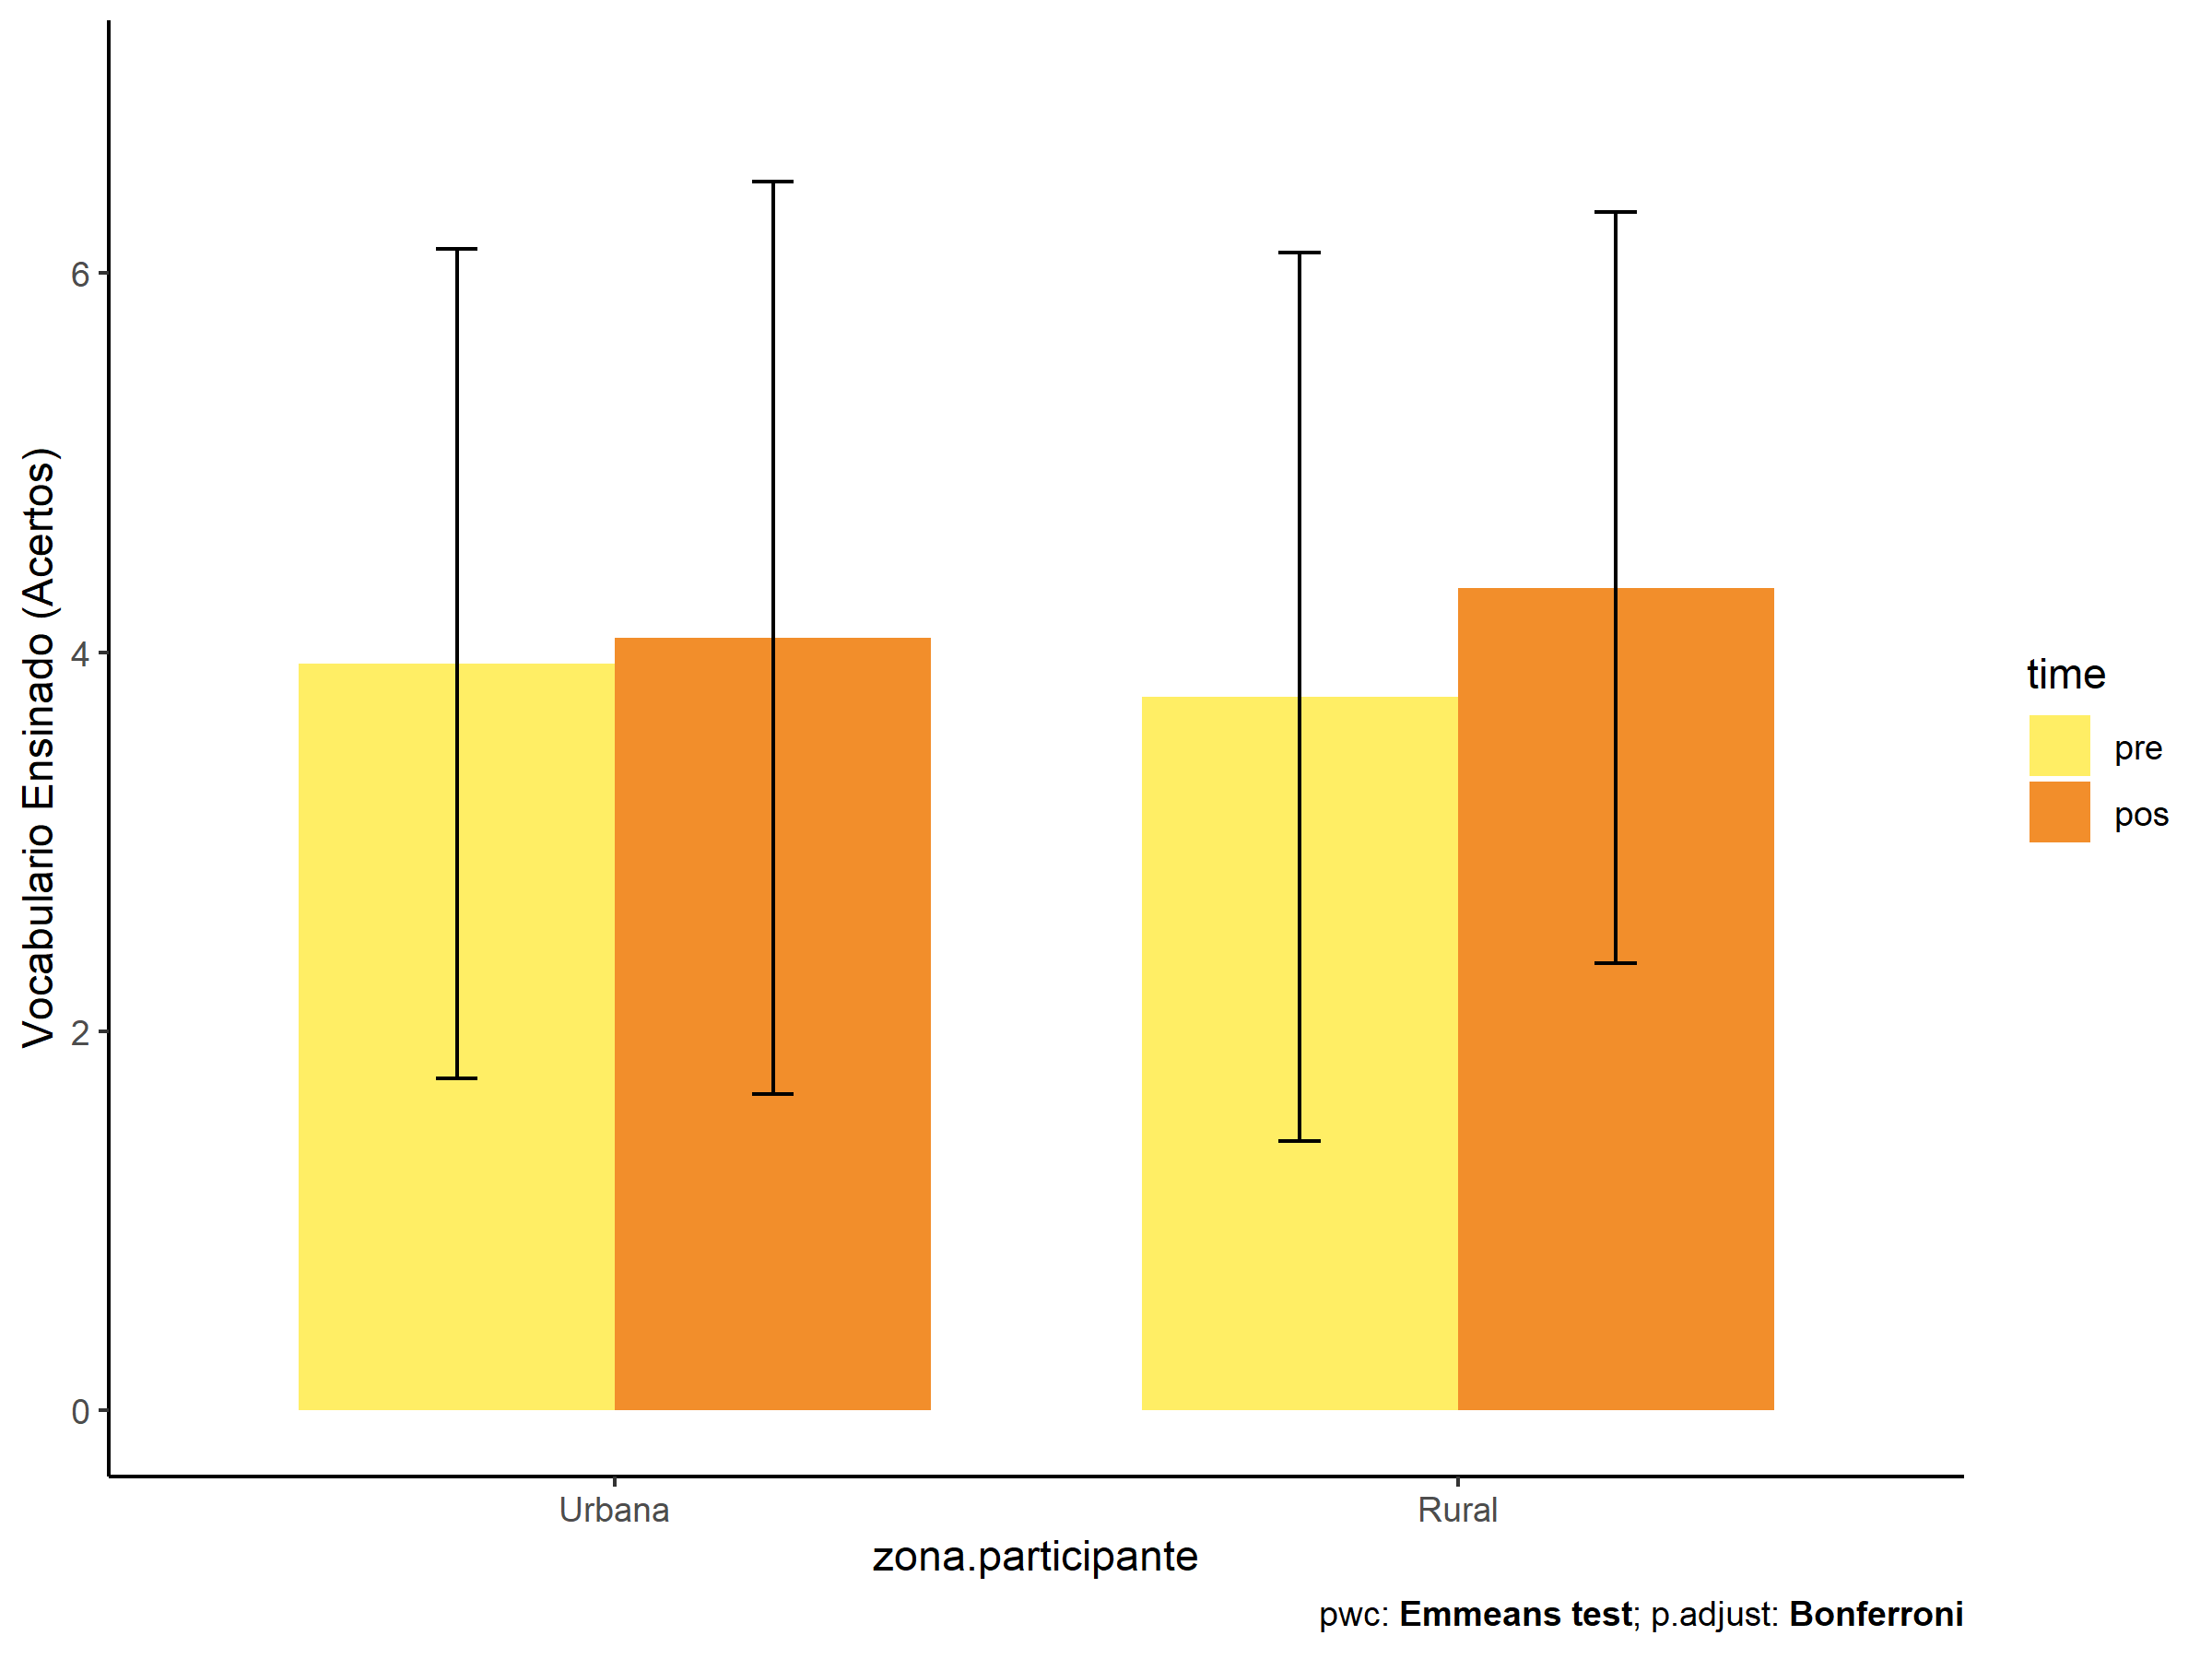 Vocabulario Ensinado (Acertos)
6
4
2
0
Urbana
Rural
zona.participante
time
pre
pos
pwc: Emmeans test; p.adjust: Bonferroni